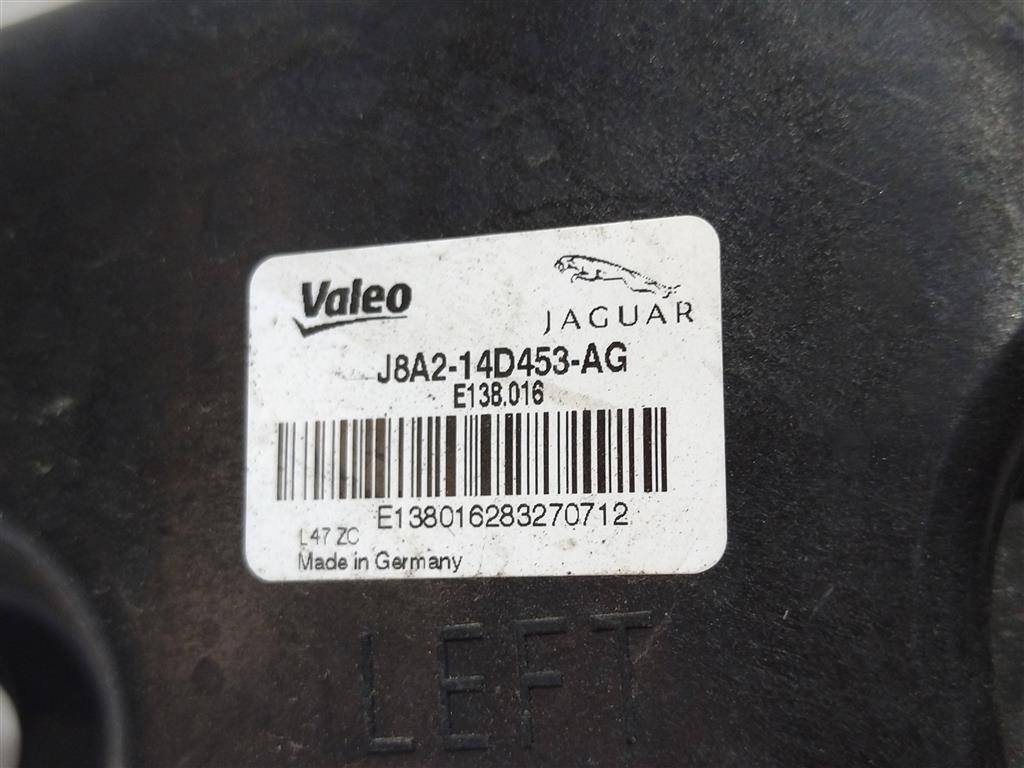 Valeo
JAGUAR
J8A2-14D453-AG
E138.016
E138016283270712
L47 ZC
Made in Germany
LEFT